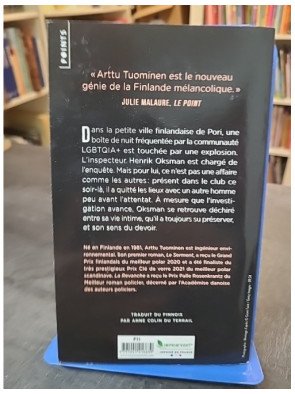 POINTS
« Arttu Tuominen est le nouveau
génie de la Finlande mélancolique. »
JULIE MALAURE, LE POINT
Dans la petite ville finlandaise de Pori, une
boîte de nuit fréquentée par la communauté
LGBTQIA+ est touchée par une explosion.
L'inspecteur Henrik Oksman est chargé de
l'enquête. Mais pour lui, ce n'est pas une affaire
comme les autres : présent dans le club ce
soir-là, il a quitté les lieux avec un autre homme
peu avant l'attentat. À mesure que l'investi-
gation avance, Oksman se retrouve déchiré
entre sa vie intime, qu'il a toujours su préserver,
et son sens du devoir.
Né en Finlande en 1981, Arttu Tuominen est ingénieur envi-
ronnemental. Son premier roman, Le Serment, a reçu le Grand
Prix finlandais du meilleur polar 2020 et a été finaliste du
très prestigieux Prix Clé de verre 2021 du meilleur polar
scandinave. La Revanche a reçu le Prix Palle Rosenkrantz du
Meilleur roman policier, décerné par l'Académie danoise
des auteurs policiers.
TRADUIT DU FINNOIS
PAR ANNE COLIN DU TERRAIL